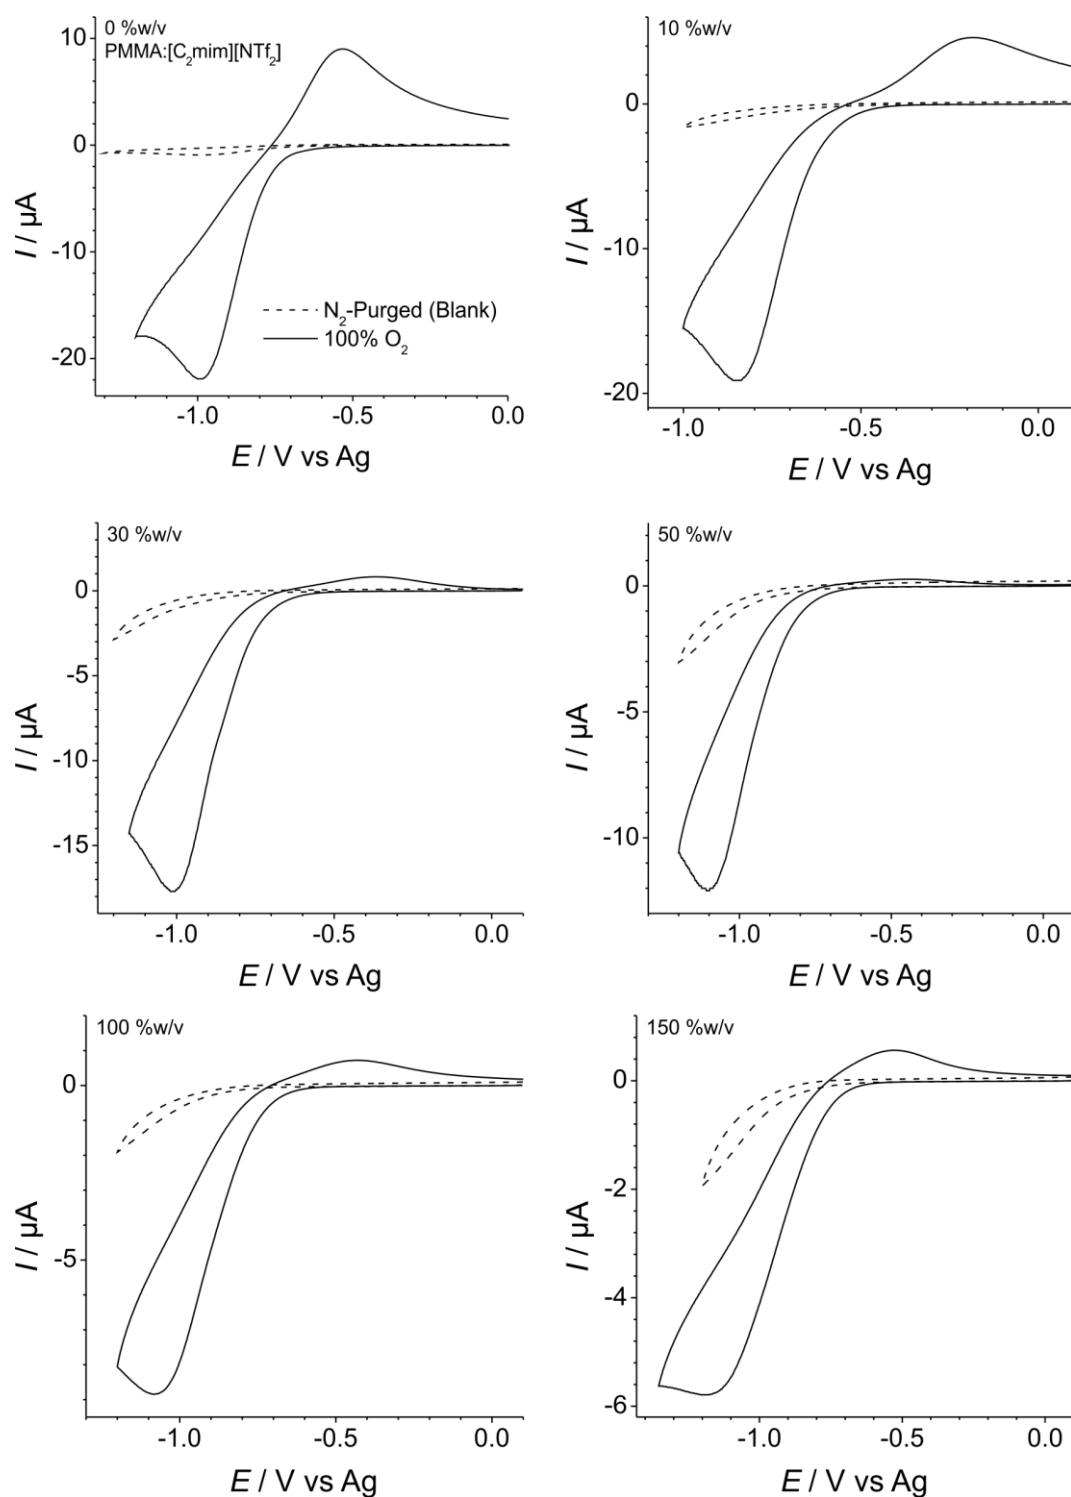 0 %w/v
PMMA:[C₂mim][NTf₂]
10
0
-10
-20
I / µA
N₂-Purged (Blank)
100% O₂
-1.0
-0.5
0.0
E / V vs Ag
10 %w/v
10
0
-10
-20
I / µA
-1.0
-0.5
0.0
E / V vs Ag
30 %w/v
0
-5
-10
-15
I / µA
-1.0
-0.5
0.0
E / V vs Ag
50 %w/v
0
-5
-10
I / µA
-1.0
-0.5
0.0
E / V vs Ag
100 %w/v
0
-5
I / µA
-1.0
-0.5
0.0
E / V vs Ag
150 %w/v
0
-2
-4
-6
I / µA
-1.0
-0.5
0.0
E / V vs Ag